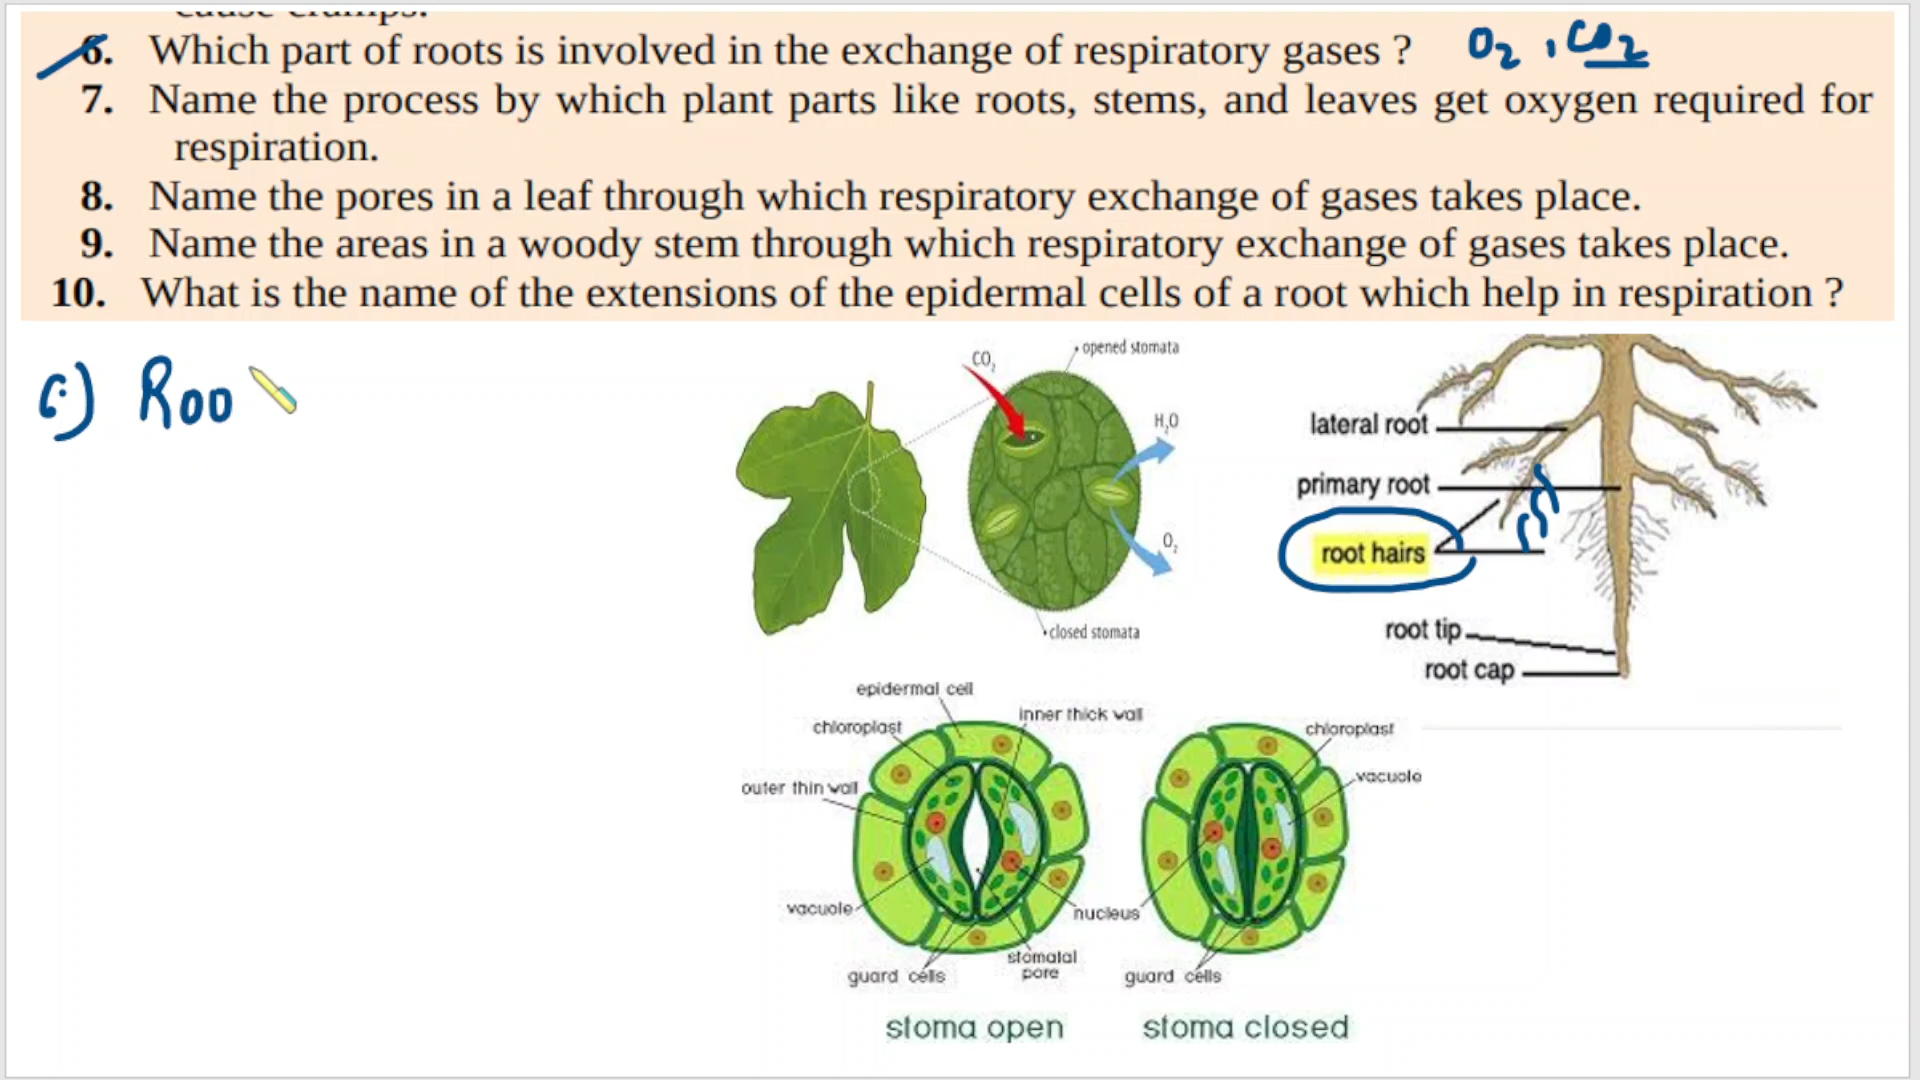 cause cramps.
6. Which part of roots is involved in the exchange of respiratory gases ? O2 , CO2
7. Name the process by which plant parts like roots, stems, and leaves get oxygen required for
respiration.
8. Name the pores in a leaf through which respiratory exchange of gases takes place.
9. Name the areas in a woody stem through which respiratory exchange of gases takes place.
10. What is the name of the extensions of the epidermal cells of a root which help in respiration ?
6.) Roo
CO2
opened stomata
H2O
O2
closed stomata
lateral root
primary root
root hairs
root tip
root cap
epidermal cell
chloroplast
inner thick wall
outer thin wall
vacuole
nucleus
stomatal
pore
guard cells
stoma open
chloroplast
vacuole
guard cells
stoma closed